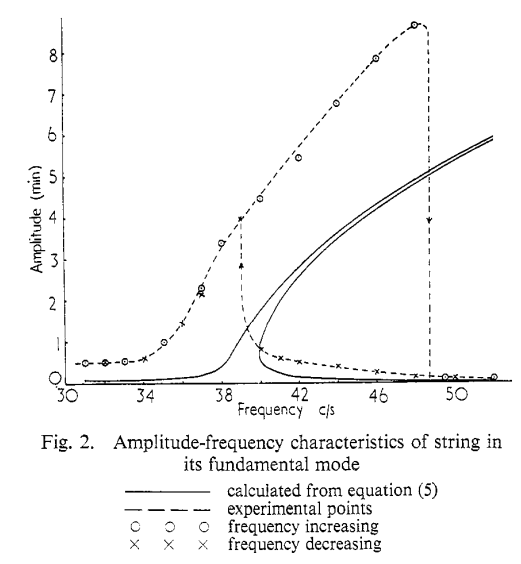 8
7
6
5
4
3
2
1
0
Amplitude (min)
30 34 38 42 46 50
Frequency c/s
Fig. 2. Amplitude-frequency characteristics of string in
its fundamental mode
calculated from equation (5)
experimental points
frequency increasing
frequency decreasing